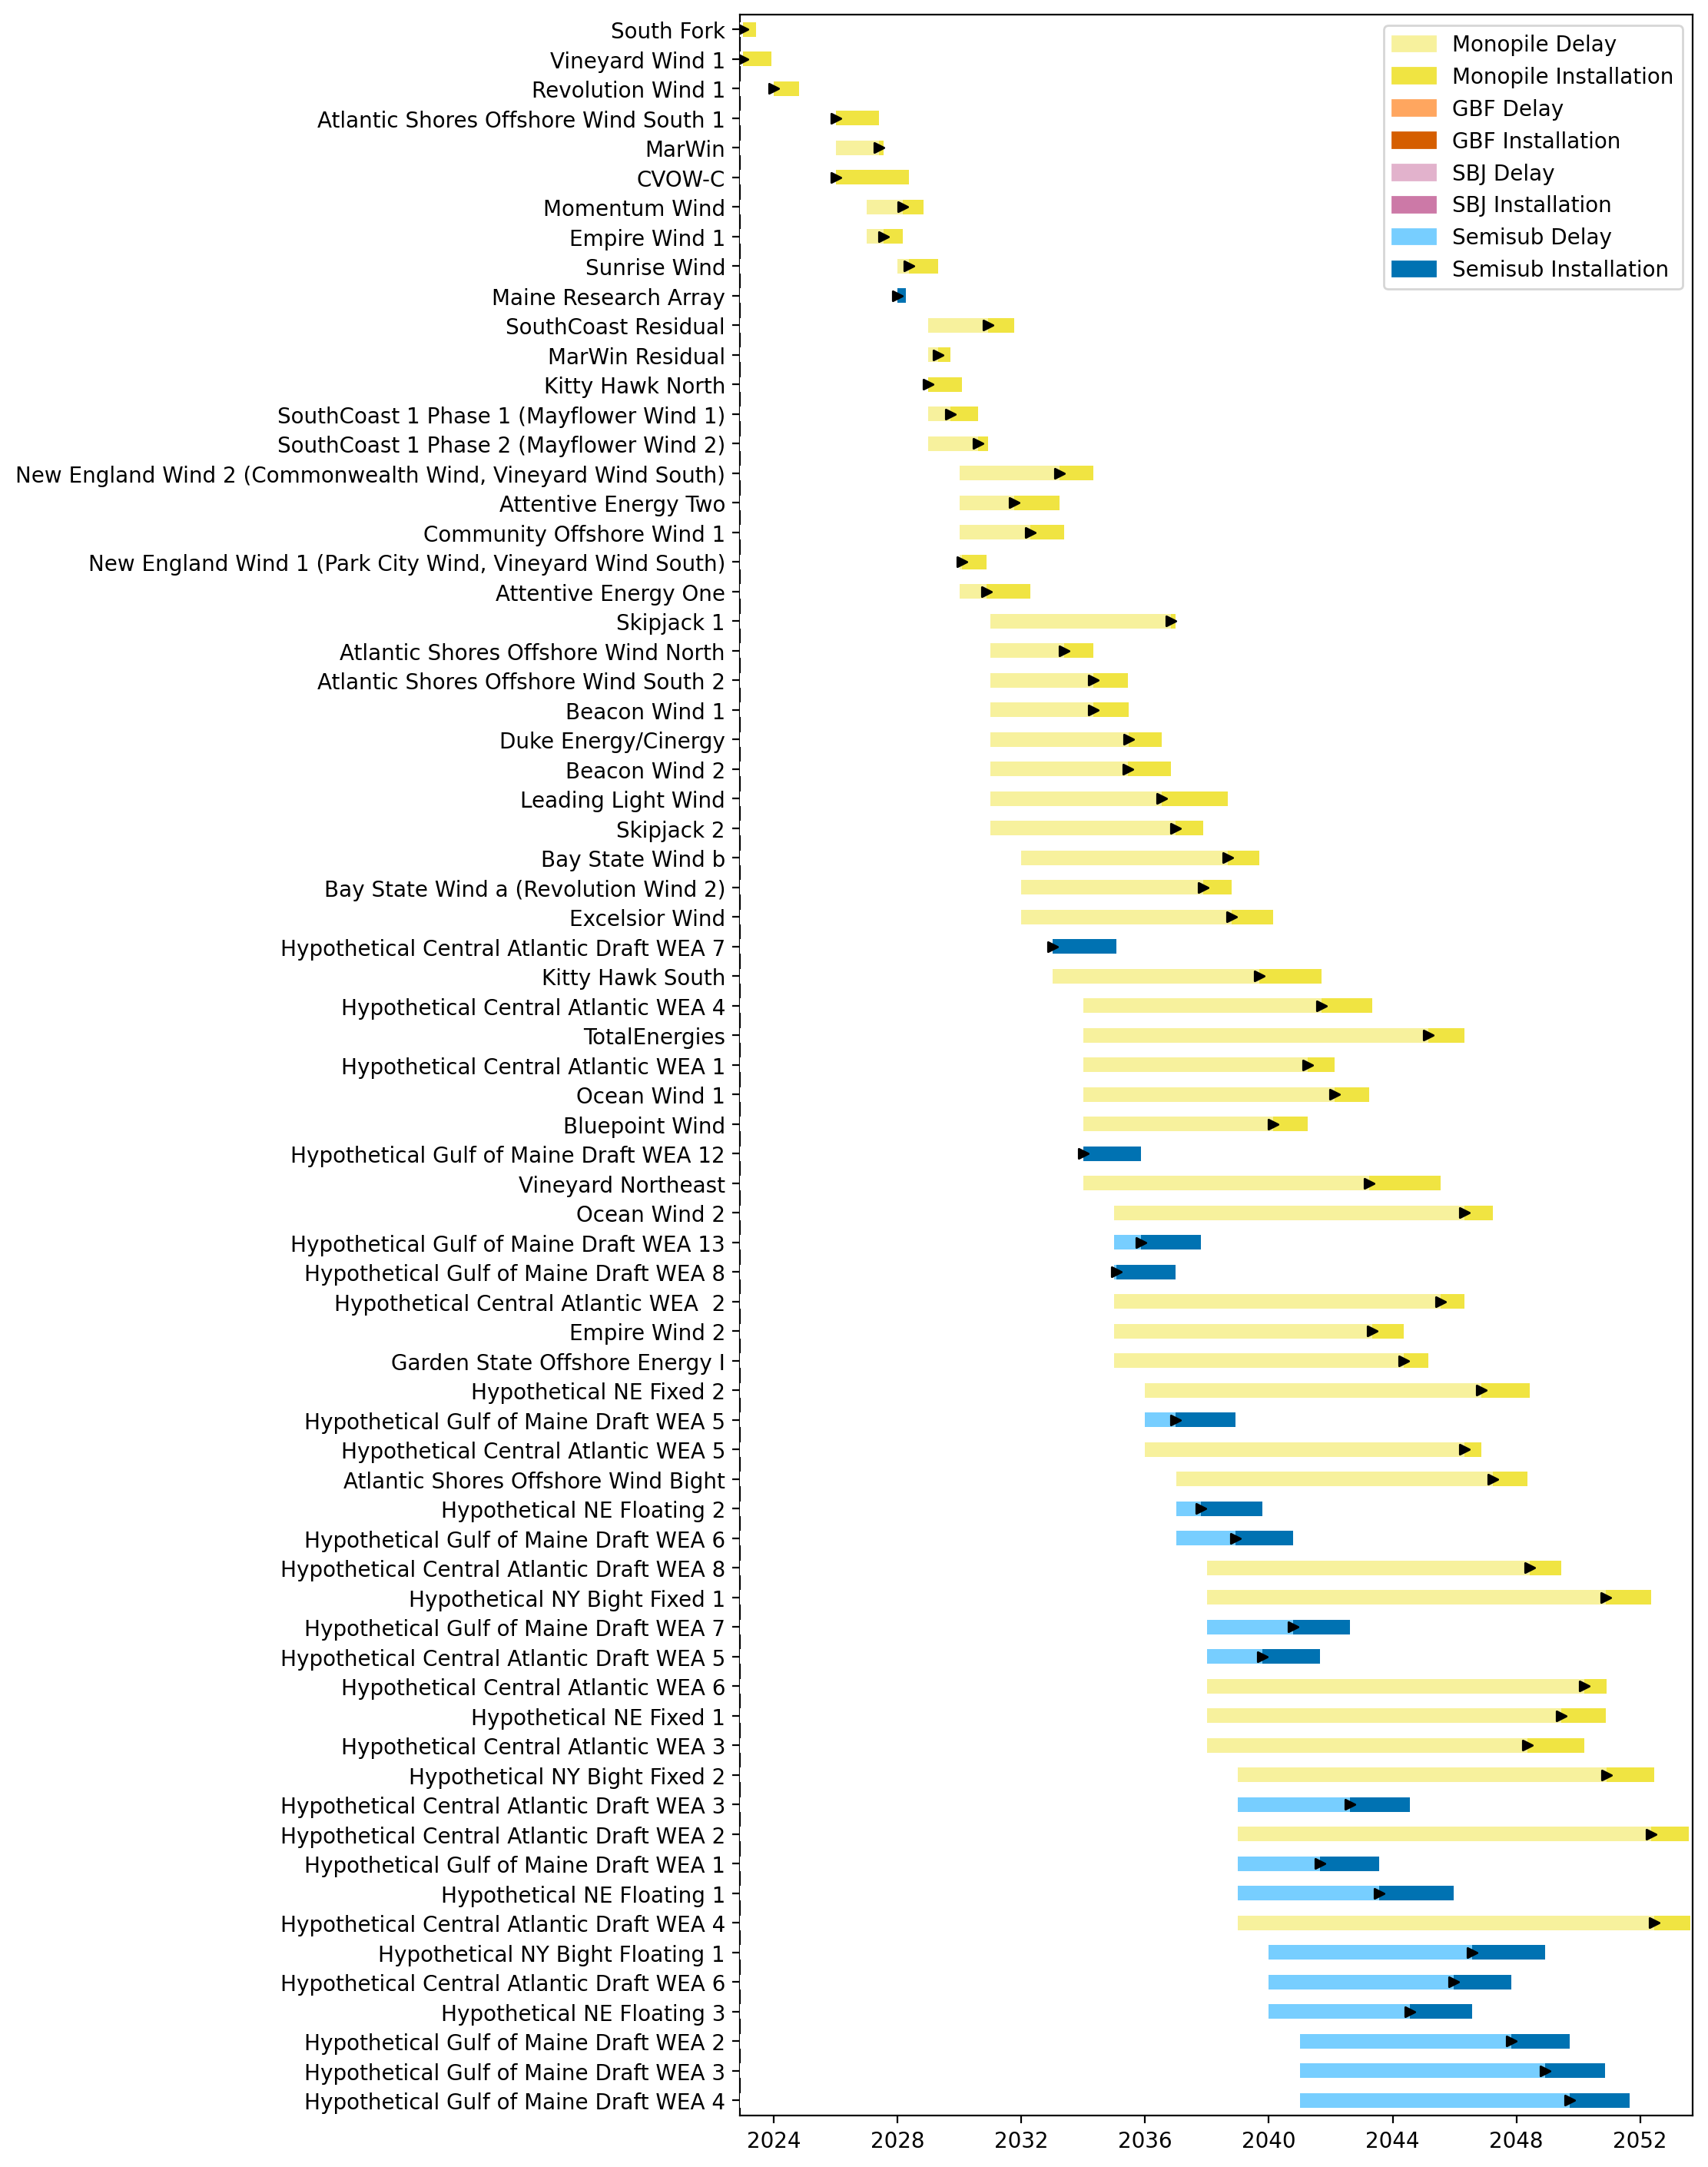 South Fork
Vineyard Wind 1
Revolution Wind 1
Atlantic Shores Offshore Wind South 1
MarWin
CVOW-C
Momentum Wind
Empire Wind 1
Sunrise Wind
Maine Research Array
SouthCoast Residual
MarWin Residual
Kitty Hawk North
SouthCoast 1 Phase 1 (Mayflower Wind 1)
SouthCoast 1 Phase 2 (Mayflower Wind 2)
New England Wind 2 (Commonwealth Wind, Vineyard Wind South)
Attentive Energy Two
Community Offshore Wind 1
New England Wind 1 (Park City Wind, Vineyard Wind South)
Attentive Energy One
Skipjack 1
Atlantic Shores Offshore Wind North
Atlantic Shores Offshore Wind South 2
Beacon Wind 1
Duke Energy/Cinergy
Beacon Wind 2
Leading Light Wind
Skipjack 2
Bay State Wind b
Bay State Wind a (Revolution Wind 2)
Excelsior Wind
Hypothetical Central Atlantic Draft WEA 7
Kitty Hawk South
Hypothetical Central Atlantic WEA 4
TotalEnergies
Hypothetical Central Atlantic WEA 1
Ocean Wind 1
Bluepoint Wind
Hypothetical Gulf of Maine Draft WEA 12
Vineyard Northeast
Ocean Wind 2
Hypothetical Gulf of Maine Draft WEA 13
Hypothetical Gulf of Maine Draft WEA 8
Hypothetical Central Atlantic WEA  2
Empire Wind 2
Garden State Offshore Energy I
Hypothetical NE Fixed 2
Hypothetical Gulf of Maine Draft WEA 5
Hypothetical Central Atlantic WEA 5
Atlantic Shores Offshore Wind Bight
Hypothetical NE Floating 2
Hypothetical Gulf of Maine Draft WEA 6
Hypothetical Central Atlantic Draft WEA 8
Hypothetical NY Bight Fixed 1
Hypothetical Gulf of Maine Draft WEA 7
Hypothetical Central Atlantic Draft WEA 5
Hypothetical Central Atlantic WEA 6
Hypothetical NE Fixed 1
Hypothetical Central Atlantic WEA 3
Hypothetical NY Bight Fixed 2
Hypothetical Central Atlantic Draft WEA 3
Hypothetical Central Atlantic Draft WEA 2
Hypothetical Gulf of Maine Draft WEA 1
Hypothetical NE Floating 1
Hypothetical Central Atlantic Draft WEA 4
Hypothetical NY Bight Floating 1
Hypothetical Central Atlantic Draft WEA 6
Hypothetical NE Floating 3
Hypothetical Gulf of Maine Draft WEA 2
Hypothetical Gulf of Maine Draft WEA 3
Hypothetical Gulf of Maine Draft WEA 4
Monopile Delay
Monopile Installation
GBF Delay
GBF Installation
SBJ Delay
SBJ Installation
Semisub Delay
Semisub Installation
2024 2028 2032 2036 2040 2044 2048 2052